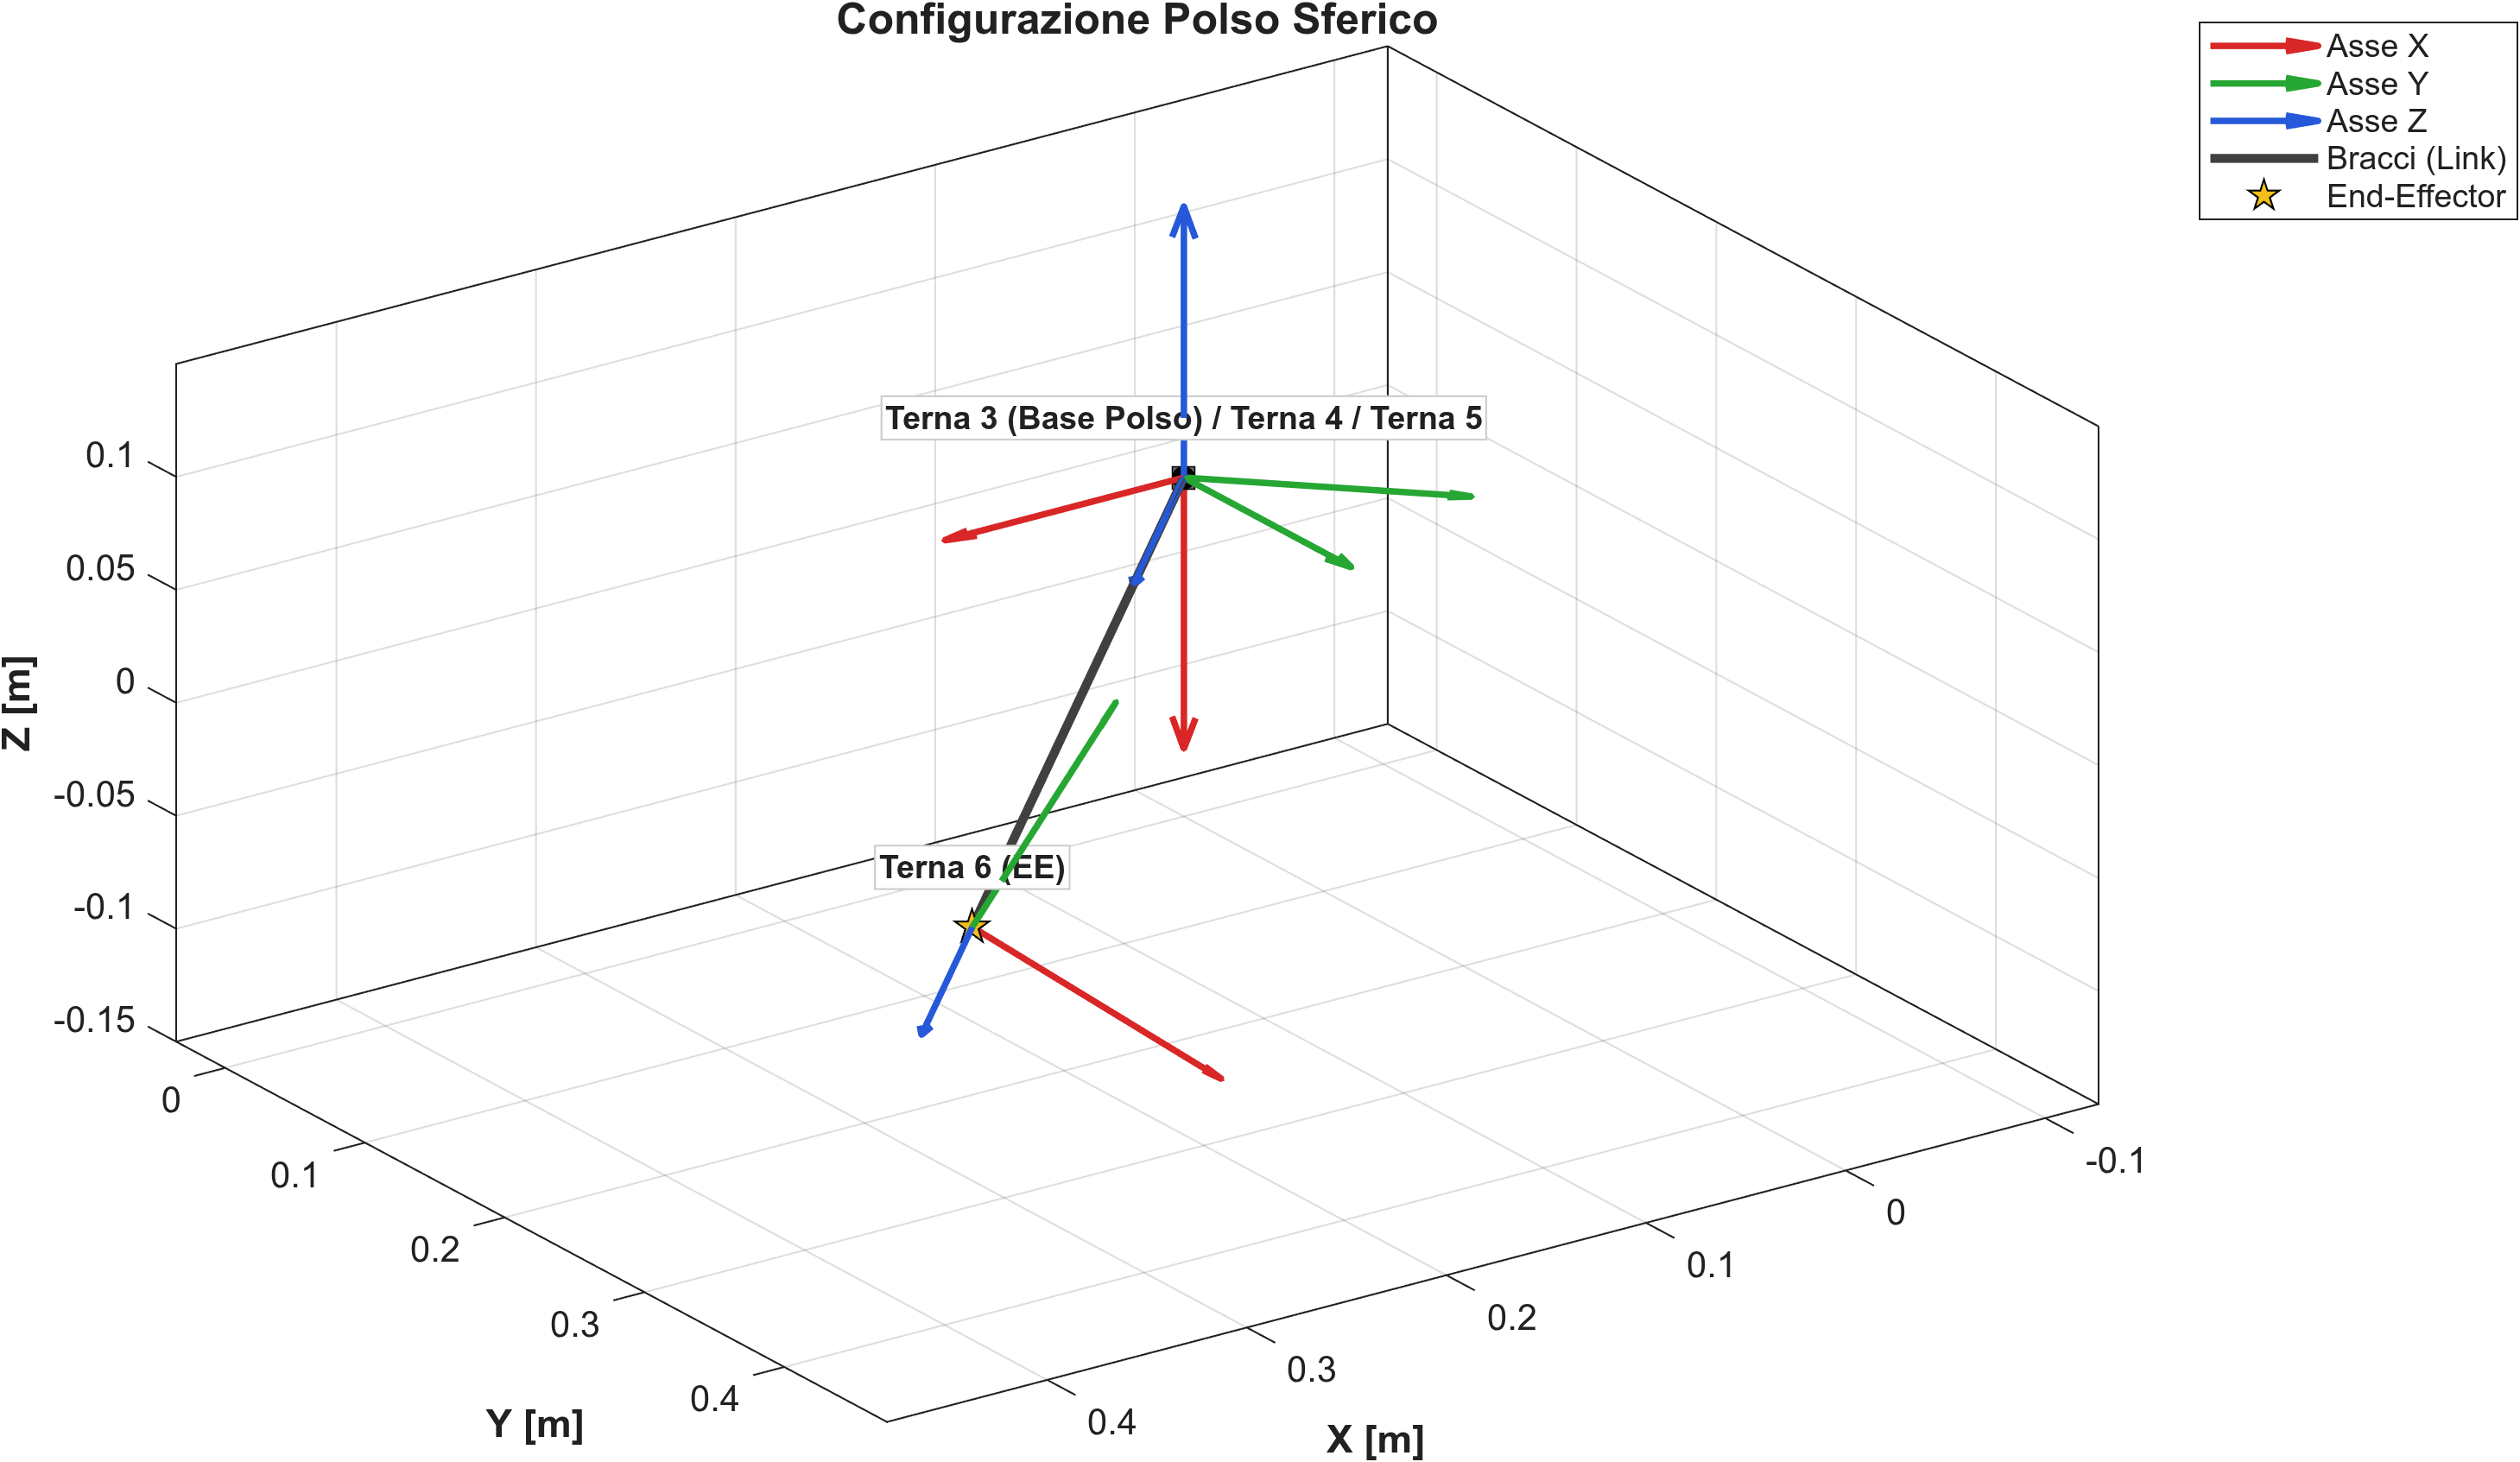 Configurazione Polso Sferico
Asse X
Asse Y
Asse Z
Bracci (Link)
End-Effector
Terna 3 (Base Polso) / Terna 4 / Terna 5
Terna 6 (EE)
Z [m]
0.1
0.05
0
-0.05
-0.1
-0.15
0
0.1
0.2
0.3
0.4
Y [m]
-0.1
0
0.1
0.2
0.3
0.4
X [m]